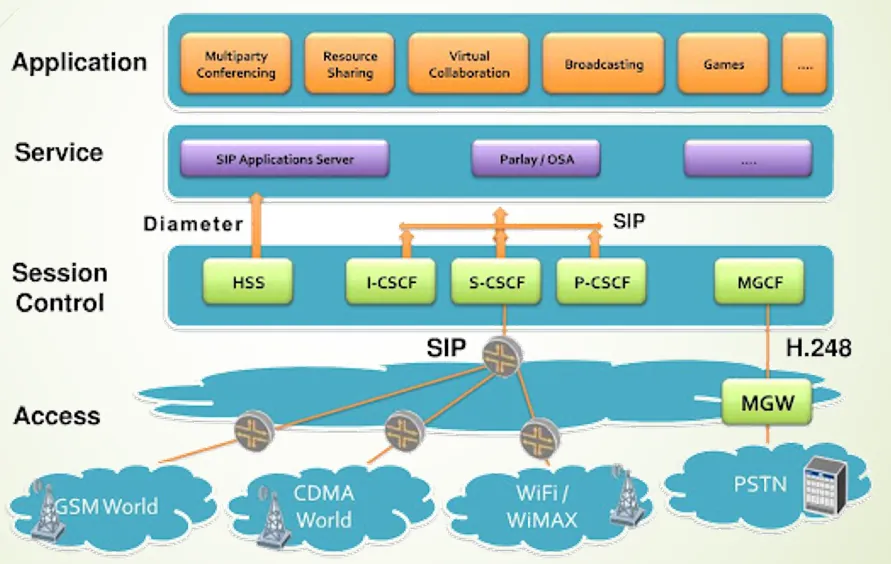 Application
Multiparty
Conferencing
Resource
Sharing
Virtual
Collaboration
Broadcasting
Games
....
Service
SIP Applications Server
Parlay / OSA
....
Diameter
SIP
Session
Control
HSS
I-CSCF
S-CSCF
P-CSCF
MGCF
SIP
H.248
Access
MGW
GSM World
CDMA
World
WiFi /
WiMAX
PSTN